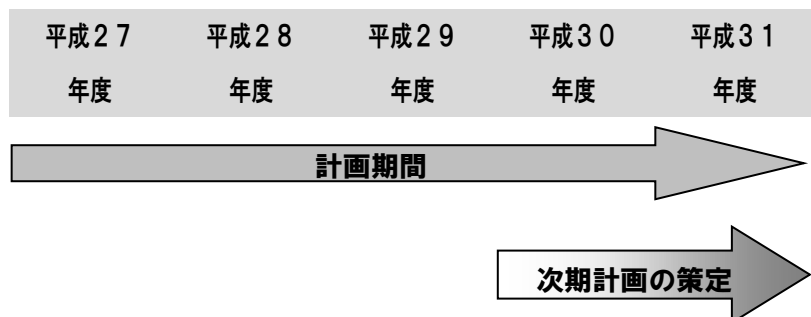 平成２７ 平成２８ 平成２９ 平成３０ 平成３１
年度 年度 年度 年度 年度
計画期間
次期計画の策定